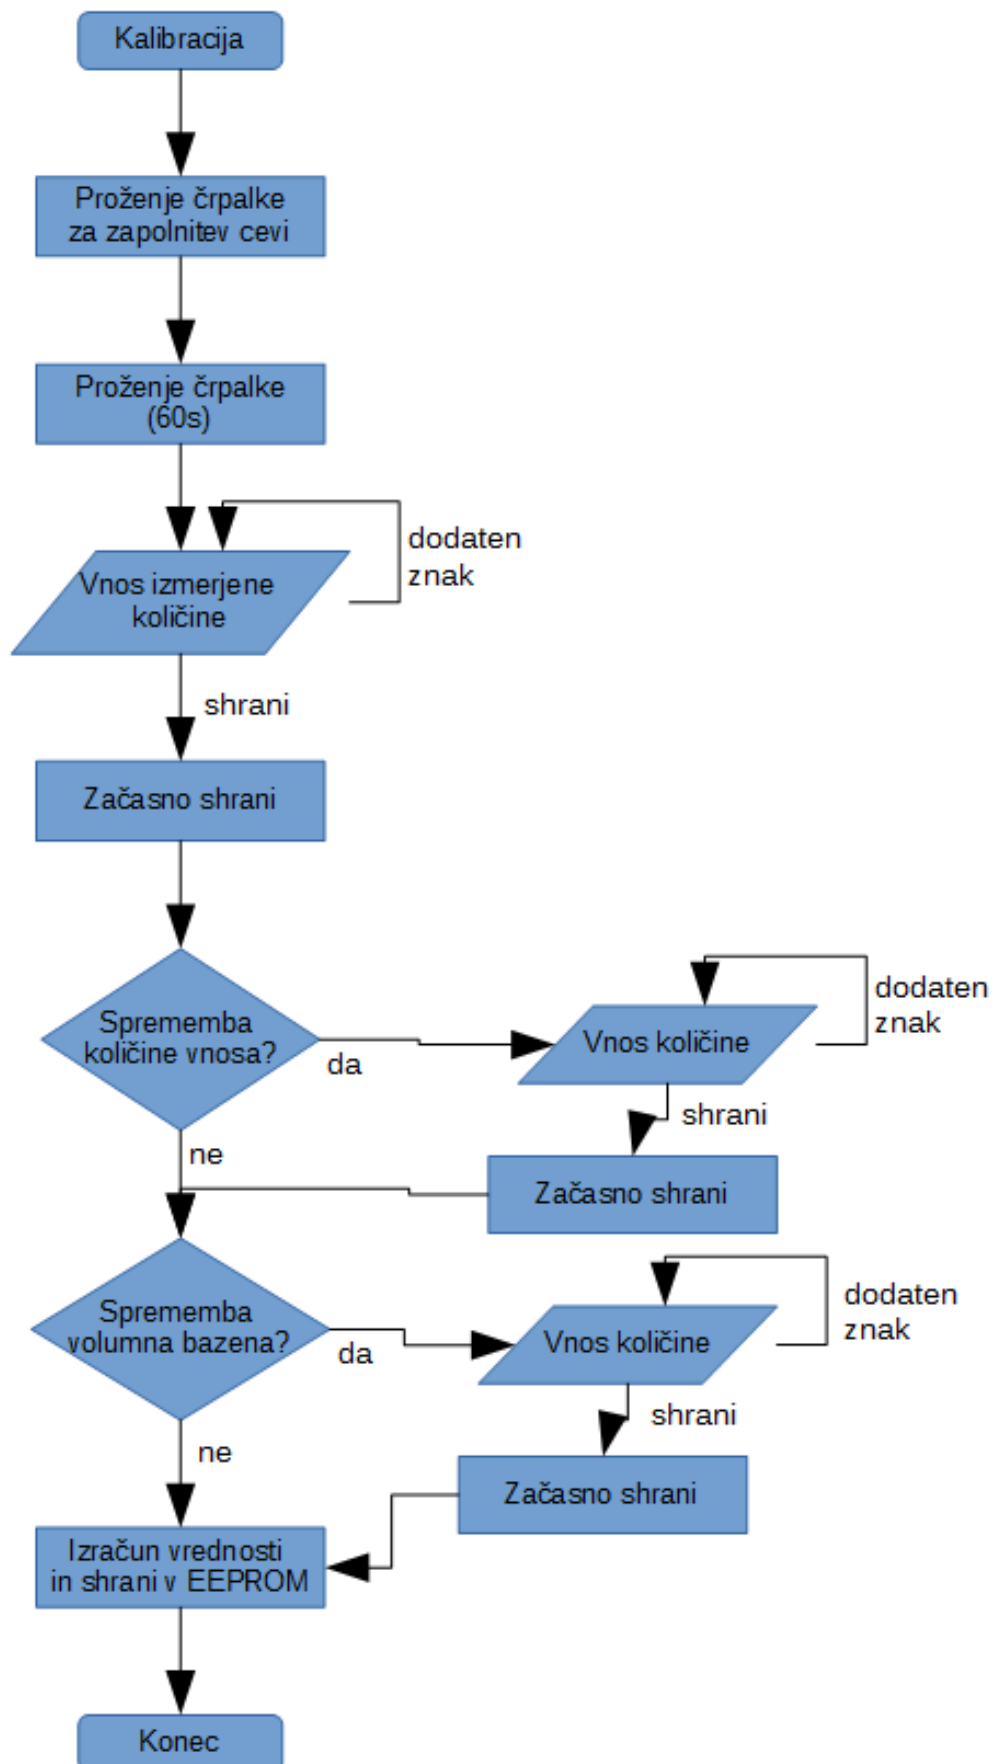 Kalibracija
Proženje črpalke
za zapolnitev cevi
Proženje črpalke
(60s)
dodaten
znak
Vnos izmerjene
količine
shrani
Začasno shrani
Sprememba
količine vnosa?
da
Vnos količine
dodaten
znak
shrani
ne
Začasno shrani
Sprememba
volumna bazena?
da
Vnos količine
dodaten
znak
shrani
ne
Začasno shrani
Izračun vrednosti
in shrani v EEPROM
Konec